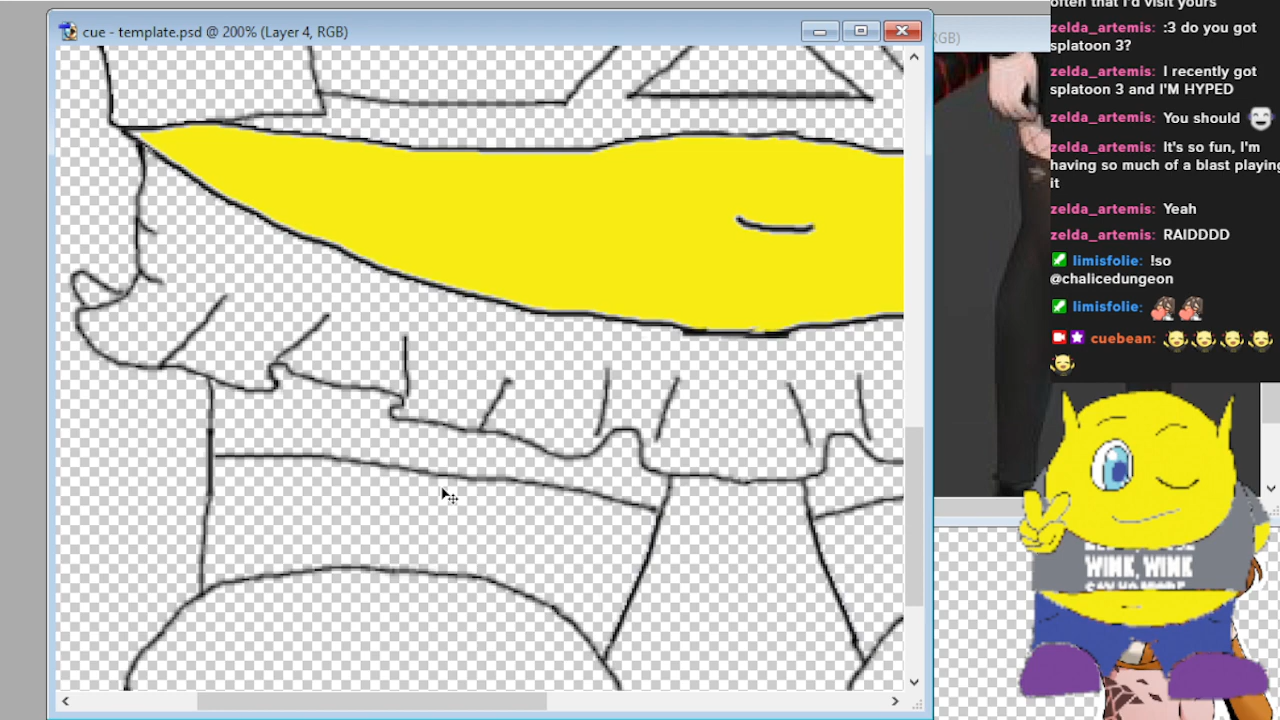 cue - template.psd @ 200% (Layer 4, RGB)
RGB)
often that I'd visit yours
zelda_artemis: :3 do you got
splatoon 3?
zelda_artemis: I recently got
splatoon 3 and I'M HYPED
zelda_artemis: You should
zelda_artemis: It's so fun, I'm
having so much of a blast playing
it
zelda_artemis: Yeah
zelda_artemis: RAIDDDD
limisfolie: !so
@chalicedungeon
limisfolie:
cuebean:
WINK, WINK